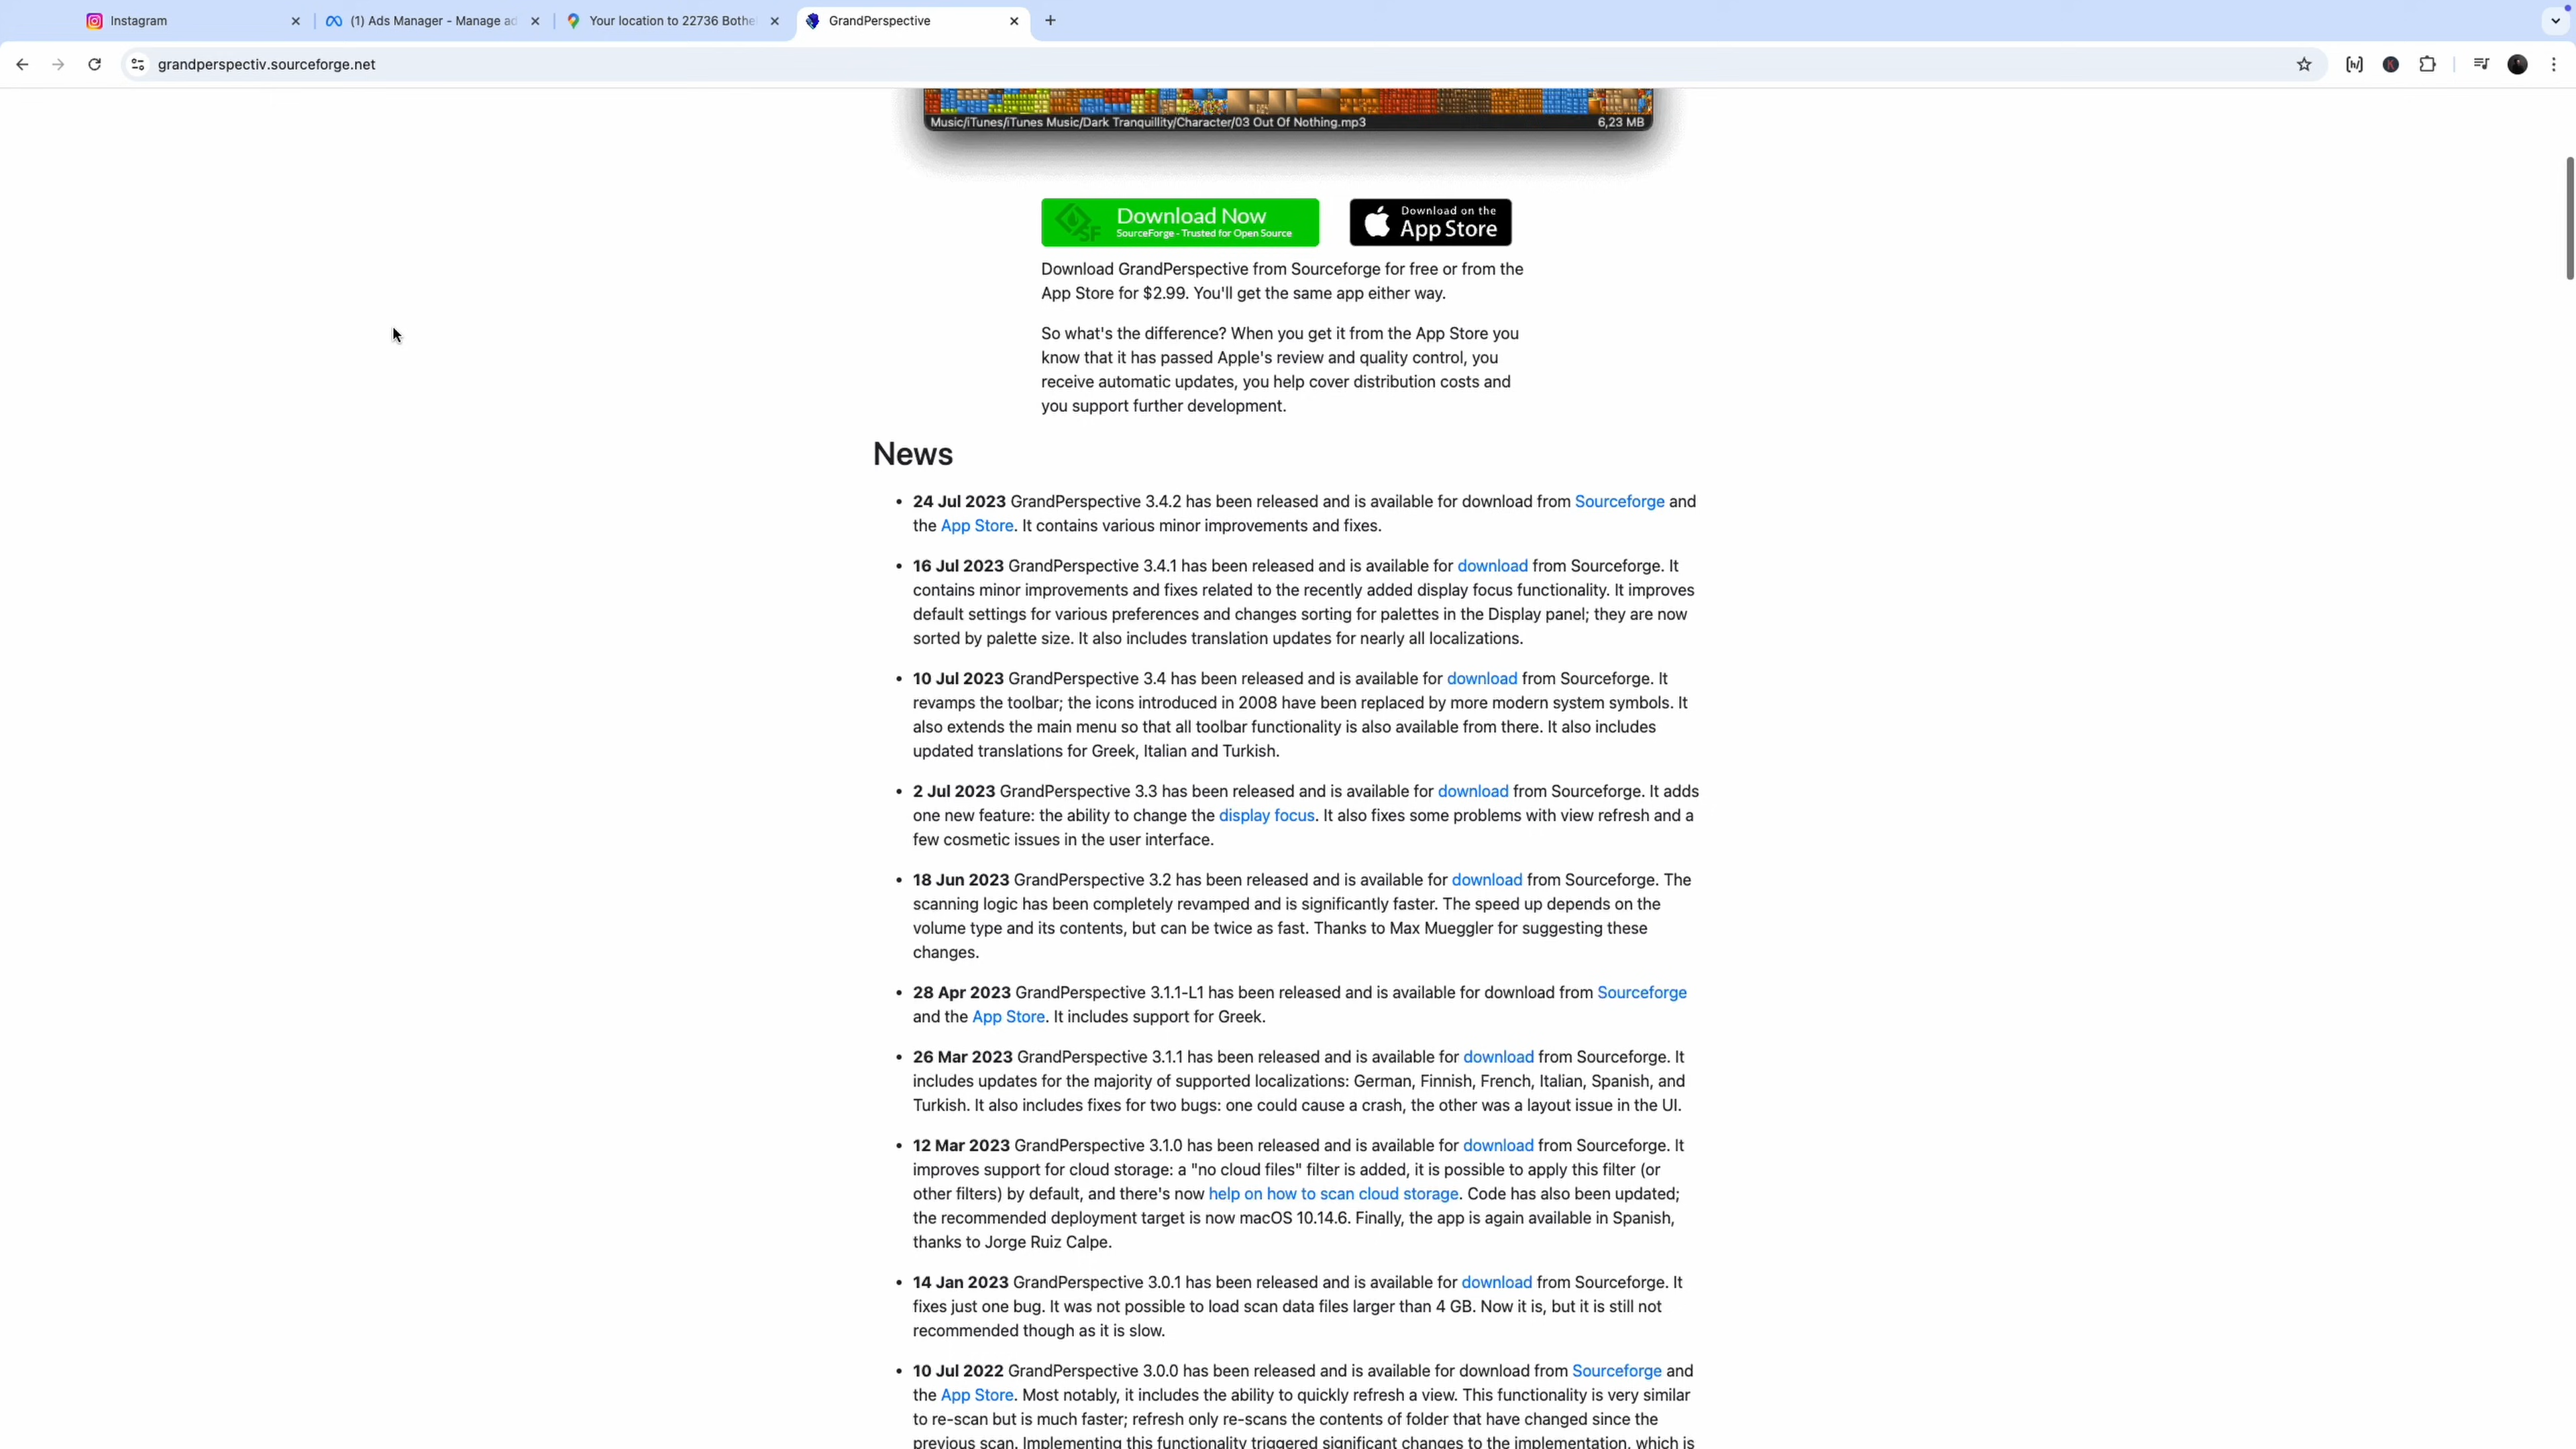 Instagram
(1) Ads Manager - Manage ad
Your location to 22736 Bothe
GrandPerspective
grandperspectiv.sourceforge.net
Music/iTunes/iTunes Music/Dark Tranquillity/Character/03 Out Of Nothing.mp3 6,23 MB
SF
Download Now
SourceForge - Trusted for Open Source
Download on the
App Store
Download GrandPerspective from Sourceforge for free or from the
App Store for $2.99. You'll get the same app either way.
So what's the difference? When you get it from the App Store you
know that it has passed Apple's review and quality control, you
receive automatic updates, you help cover distribution costs and
you support further development.
News
• 24 Jul 2023 GrandPerspective 3.4.2 has been released and is available for download from Sourceforge and
the App Store. It contains various minor improvements and fixes.
• 16 Jul 2023 GrandPerspective 3.4.1 has been released and is available for download from Sourceforge. It
contains minor improvements and fixes related to the recently added display focus functionality. It improves
default settings for various preferences and changes sorting for palettes in the Display panel; they are now
sorted by palette size. It also includes translation updates for nearly all localizations.
• 10 Jul 2023 GrandPerspective 3.4 has been released and is available for download from Sourceforge. It
revamps the toolbar; the icons introduced in 2008 have been replaced by more modern system symbols. It
also extends the main menu so that all toolbar functionality is also available from there. It also includes
updated translations for Greek, Italian and Turkish.
• 2 Jul 2023 GrandPerspective 3.3 has been released and is available for download from Sourceforge. It adds
one new feature: the ability to change the display focus. It also fixes some problems with view refresh and a
few cosmetic issues in the user interface.
• 18 Jun 2023 GrandPerspective 3.2 has been released and is available for download from Sourceforge. The
scanning logic has been completely revamped and is significantly faster. The speed up depends on the
volume type and its contents, but can be twice as fast. Thanks to Max Mueggler for suggesting these
changes.
• 28 Apr 2023 GrandPerspective 3.1.1-L1 has been released and is available for download from Sourceforge
and the App Store. It includes support for Greek.
• 26 Mar 2023 GrandPerspective 3.1.1 has been released and is available for download from Sourceforge. It
includes updates for the majority of supported localizations: German, Finnish, French, Italian, Spanish, and
Turkish. It also includes fixes for two bugs: one could cause a crash, the other was a layout issue in the UI.
• 12 Mar 2023 GrandPerspective 3.1.0 has been released and is available for download from Sourceforge. It
improves support for cloud storage: a "no cloud files" filter is added, it is possible to apply this filter (or
other filters) by default, and there's now help on how to scan cloud storage. Code has also been updated;
the recommended deployment target is now macOS 10.14.6. Finally, the app is again available in Spanish,
thanks to Jorge Ruiz Calpe.
• 14 Jan 2023 GrandPerspective 3.0.1 has been released and is available for download from Sourceforge. It
fixes just one bug. It was not possible to load scan data files larger than 4 GB. Now it is, but it is still not
recommended though as it is slow.
• 10 Jul 2022 GrandPerspective 3.0.0 has been released and is available for download from Sourceforge and
the App Store. Most notably, it includes the ability to quickly refresh a view. This functionality is very similar
to re-scan but is much faster; refresh only re-scans the contents of folder that have changed since the
previous scan. Implementing this functionality triggered significant changes to the implementation, which is